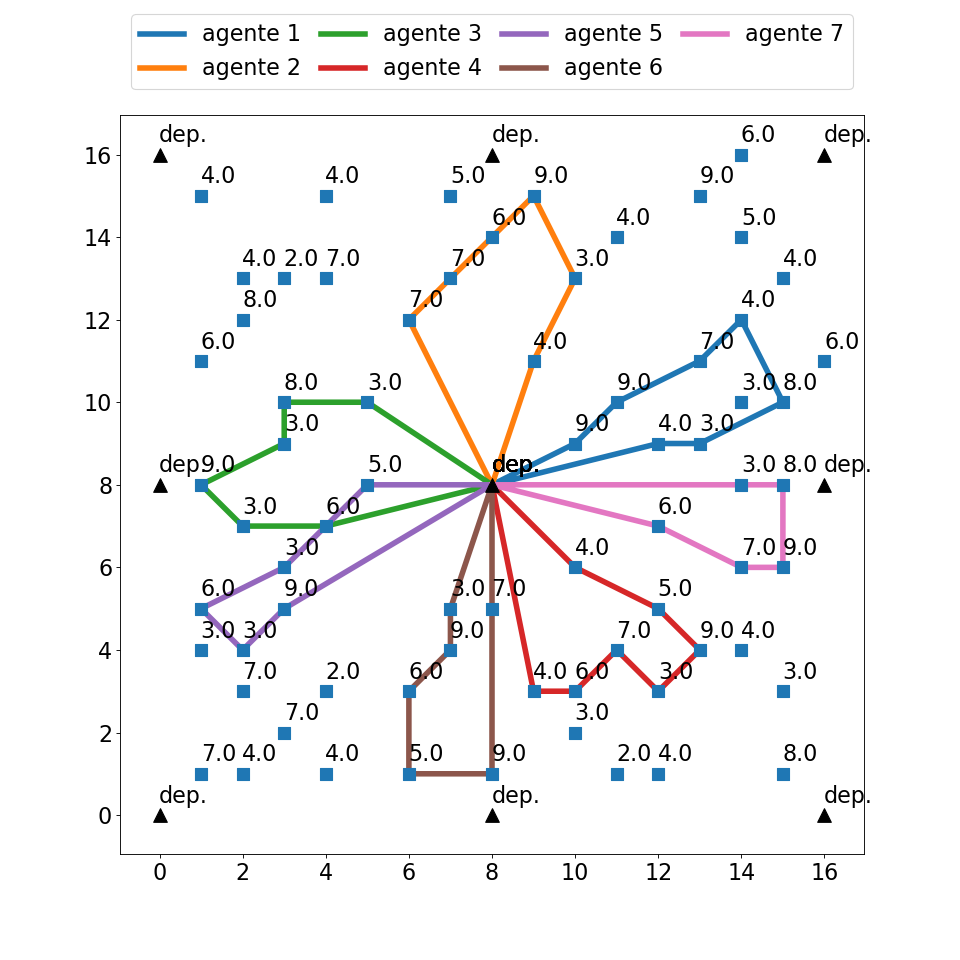 agente 1 agente 3 agente 5 agente 7
agente 2 agente 4 agente 6
dep. dep. 6.0 dep.
16
4.0 4.0 5.0 9.0 9.0
6.0 4.0 5.0
14
4.0 2.0 7.0 7.0 3.0 4.0
8.0 7.0 4.0
12
6.0 4.0 7.0 6.0
8.0 3.0 9.0 3.0 8.0
10
3.0 9.0 4.0 3.0
dep. 9.0 5.0 dep. dep. 3.0 8.0 dep.
8
3.0 6.0 6.0
3.0 4.0 7.0 9.0
6
6.0 9.0 3.0 7.0 5.0
3.0 3.0 9.0 7.0 9.0 4.0
4
7.0 2.0 6.0 4.0 6.0 3.0 3.0
7.0 3.0
2
7.0 4.0 4.0 5.0 9.0 2.0 4.0 8.0
dep. dep. dep.
0
0 2 4 6 8 10 12 14 16